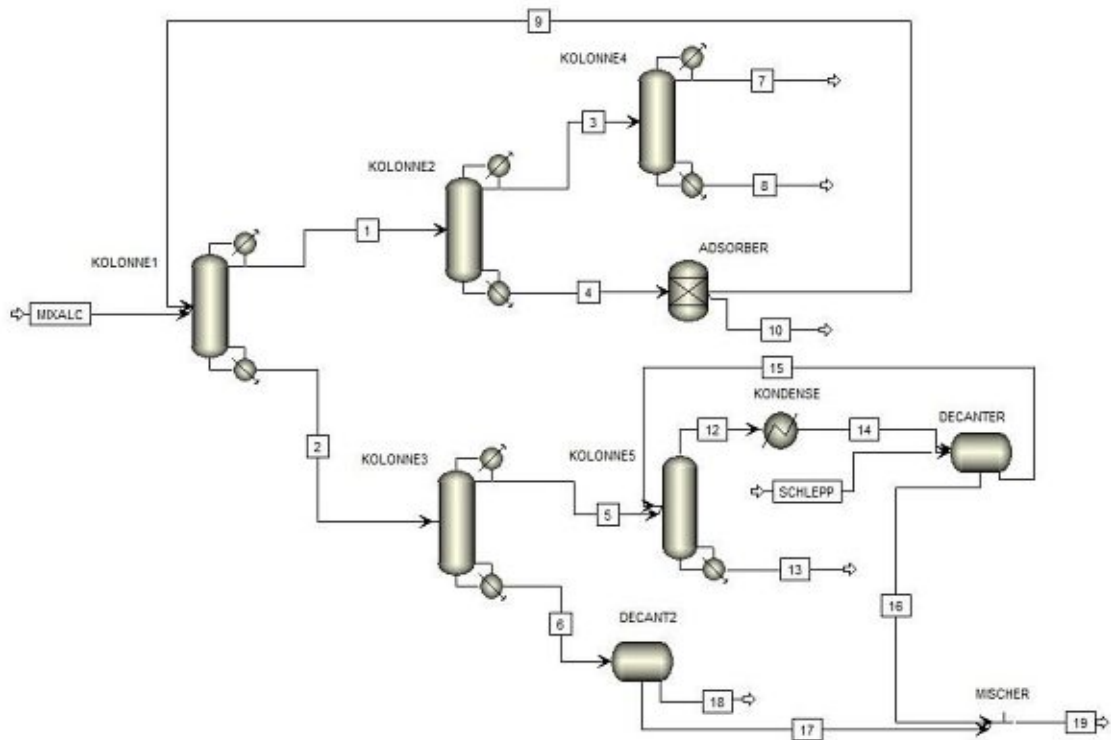 9
KOLONNE4
7
3
KOLONNE2
8
1
ADSORBER
KOLONNE1
4
MIXALC
10
15
KONDENSE
DECANTER
12
14
2
KOLONNE3
KOLONNE5
SCHLEPP
5
13
16
6
DECANT2
18
MISCHER
17
19